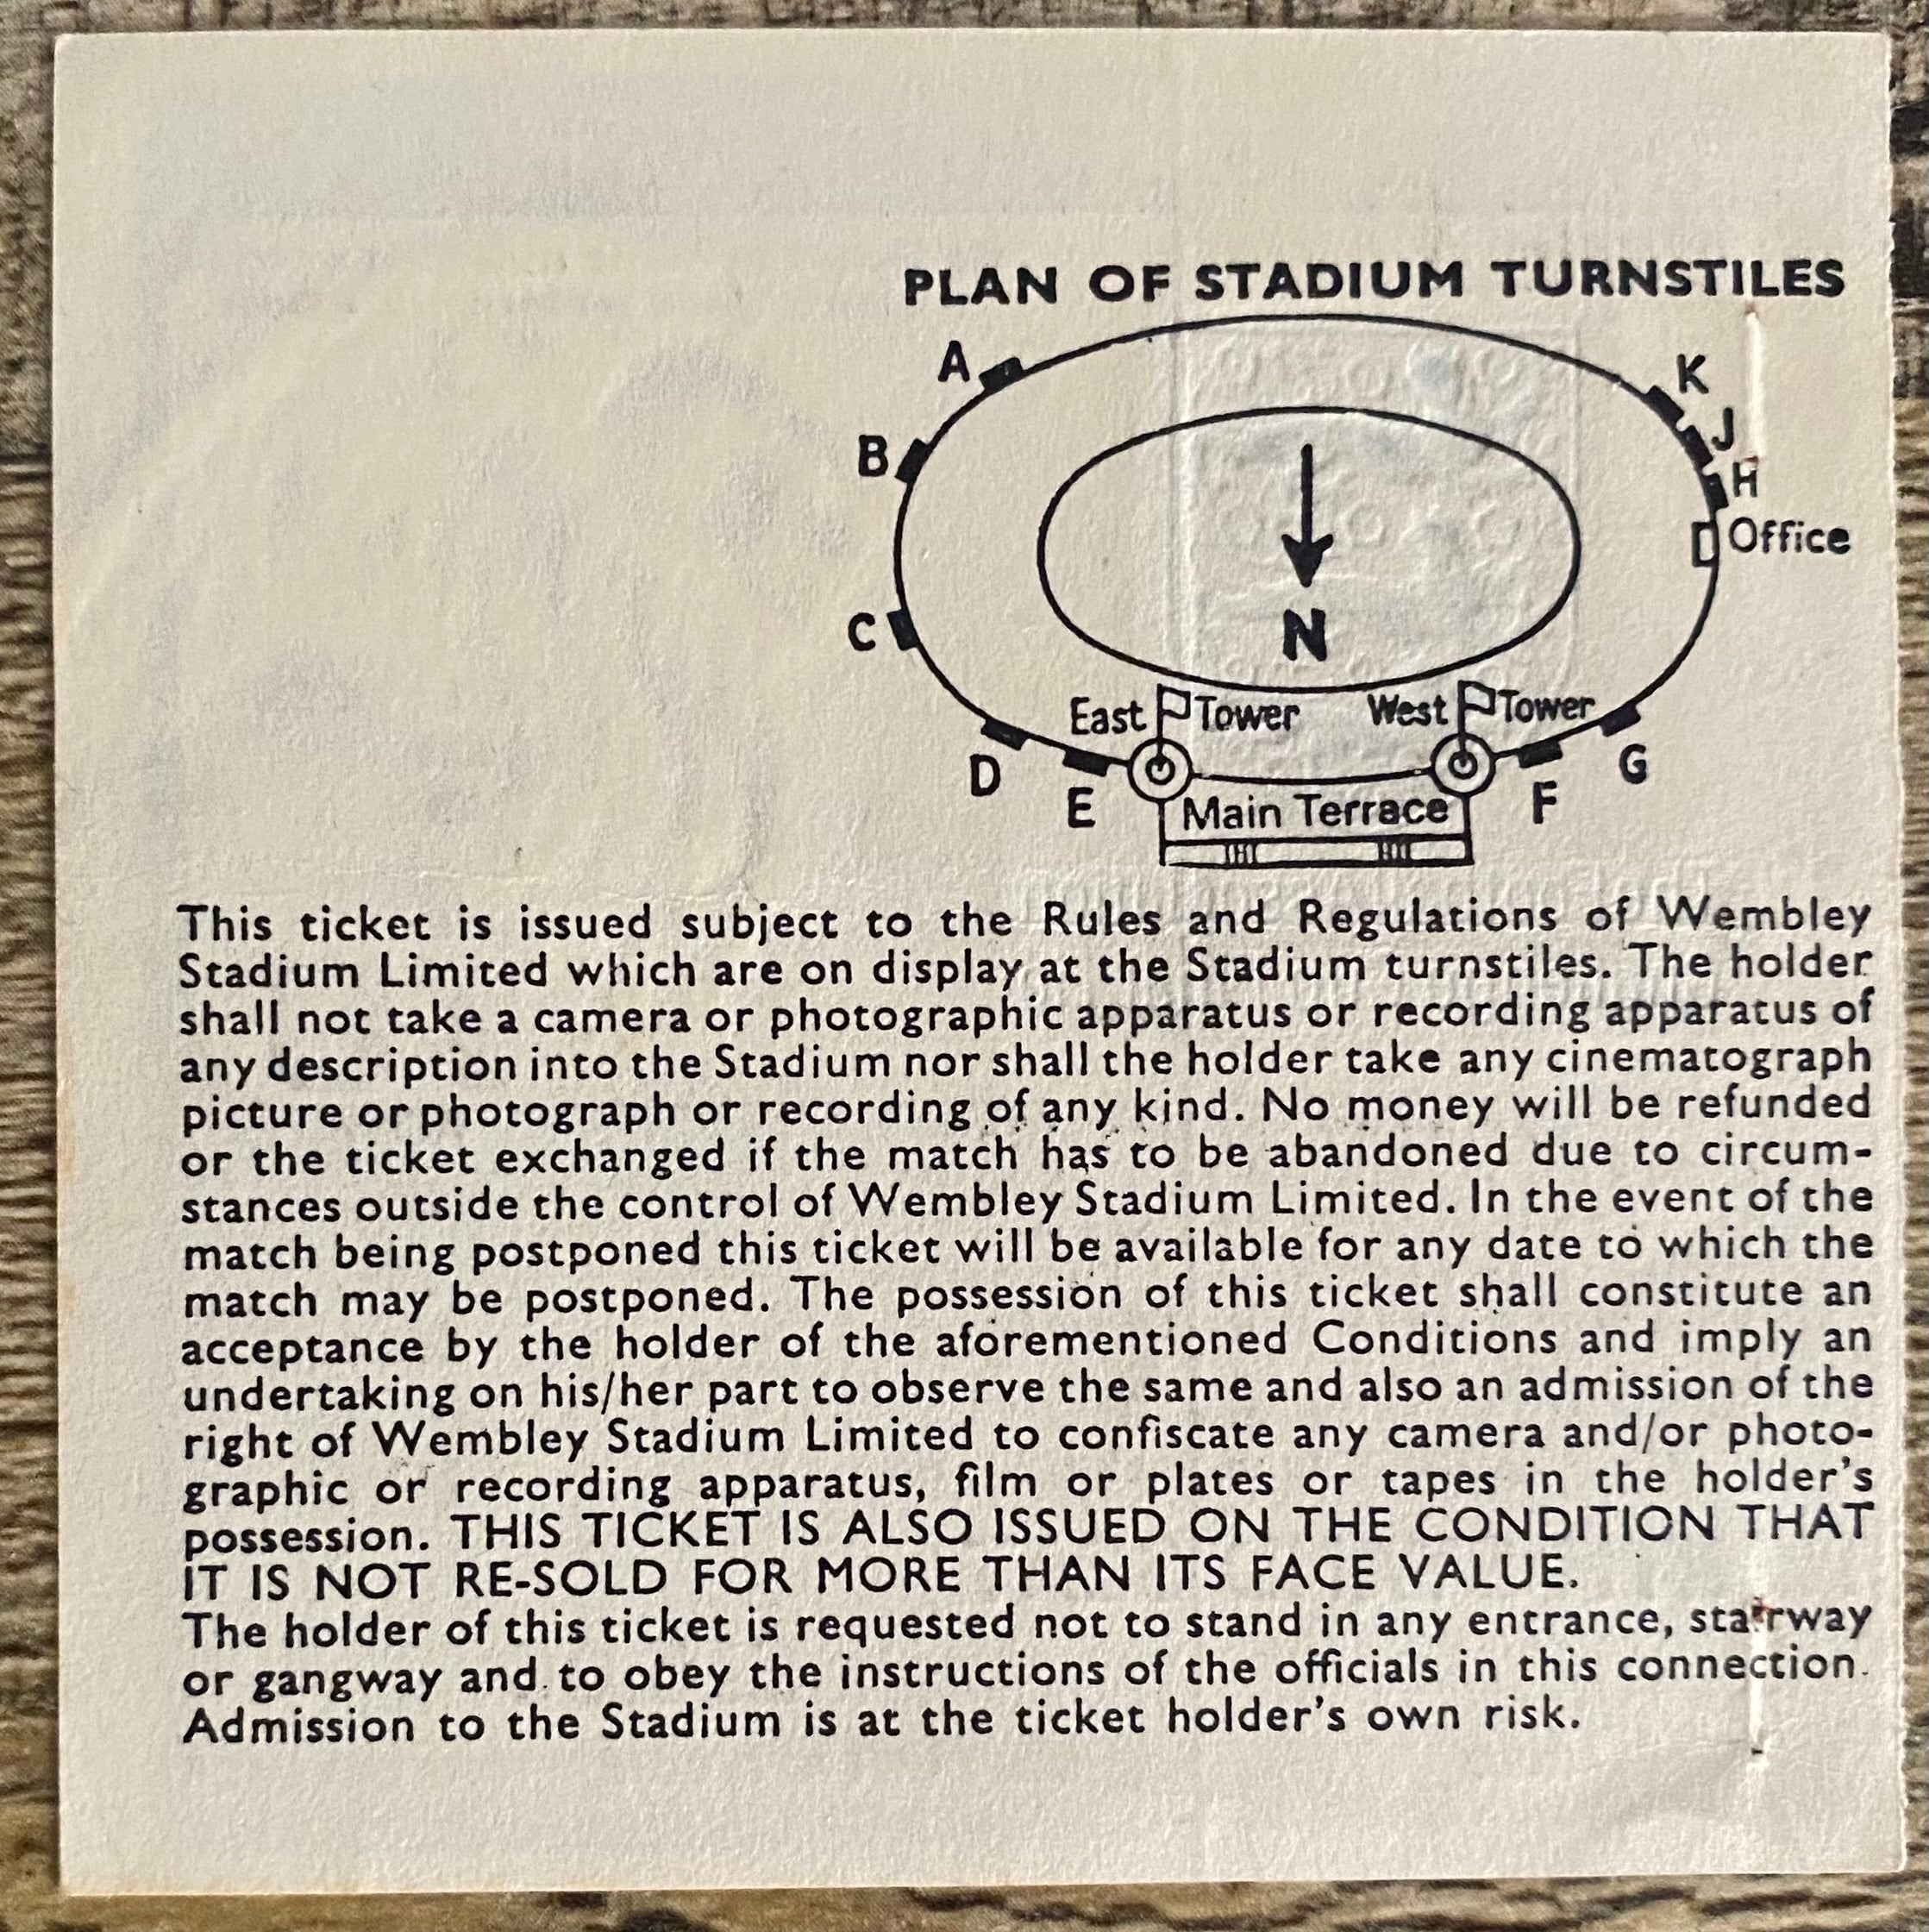 PLAN OF STADIUM TURNSTILES
A
K
J
B
H
Office
N
C
East Tower
West Tower
D
G
E
Main Terrace
F
This ticket is issued subject to the Rules and Regulations of Wembley
Stadium Limited which are on display at the Stadium turnstiles. The holder
shall not take a camera or photographic apparatus or recording apparatus of
any description into the Stadium nor shall the holder take any cinematograph
picture or photograph or recording of any kind. No money will be refunded
or the ticket exchanged if the match has to be abandoned due to circum-
stances outside the control of Wembley Stadium Limited. In the event of the
match being postponed this ticket will be available for any date to which the
match may be postponed. The possession of this ticket shall constitute an
acceptance by the holder of the aforementioned Conditions and imply an
undertaking on his/her part to observe the same and also an admission of the
right of Wembley Stadium Limited to confiscate any camera and/or photo-
graphic or recording apparatus, film or plates or tapes in the holder's
possession. THIS TICKET IS ALSO ISSUED ON THE CONDITION THAT
IT IS NOT RE-SOLD FOR MORE THAN ITS FACE VALUE.
The holder of this ticket is requested not to stand in any entrance, stairway
or gangway and to obey the instructions of the officials in this connection.
Admission to the Stadium is at the ticket holder's own risk.